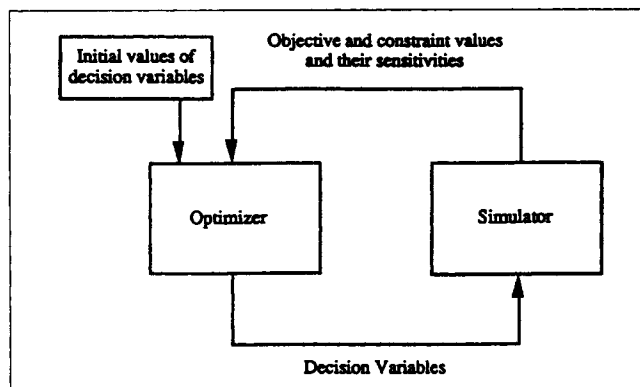 Initial values of
decision variables
Objective and constraint values
and their sensitivities
Optimizer
Simulator
Decision Variables